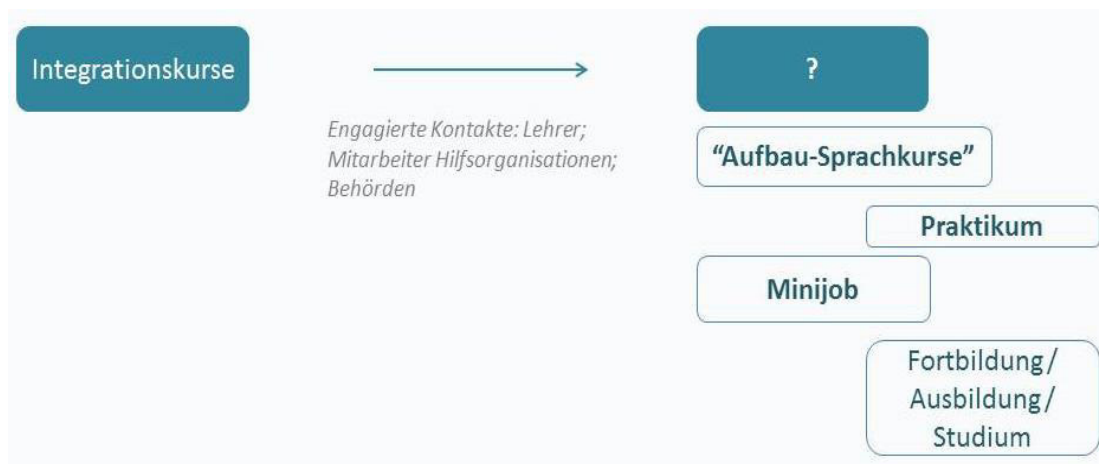 Integrationskurse
?
Engagierte Kontakte: Lehrer;
Mitarbeiter Hilfsorganisationen;
Behörden
“Aufbau-Sprachkurse”
Praktikum
Minijob
Fortbildung/
Ausbildung/
Studium